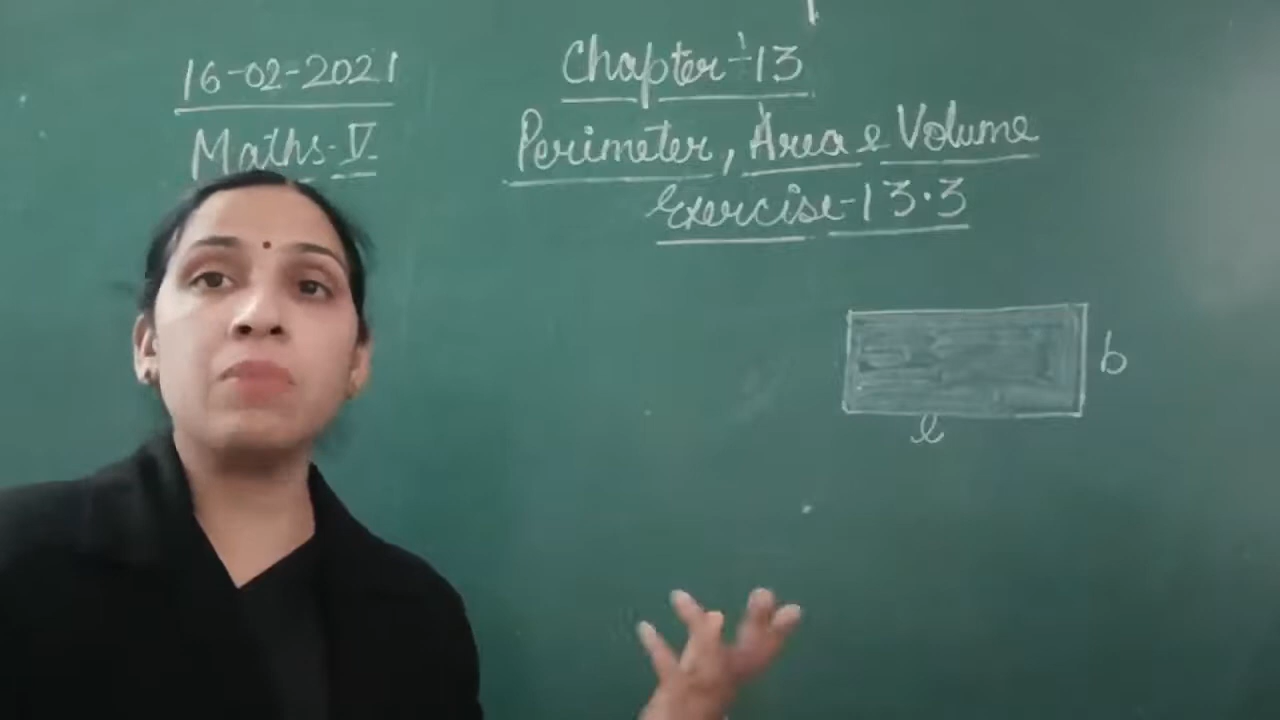 16-02-2021
Maths-V
Chapter-13
Perimeter, Area & Volume
Exercise-13.3
b
l